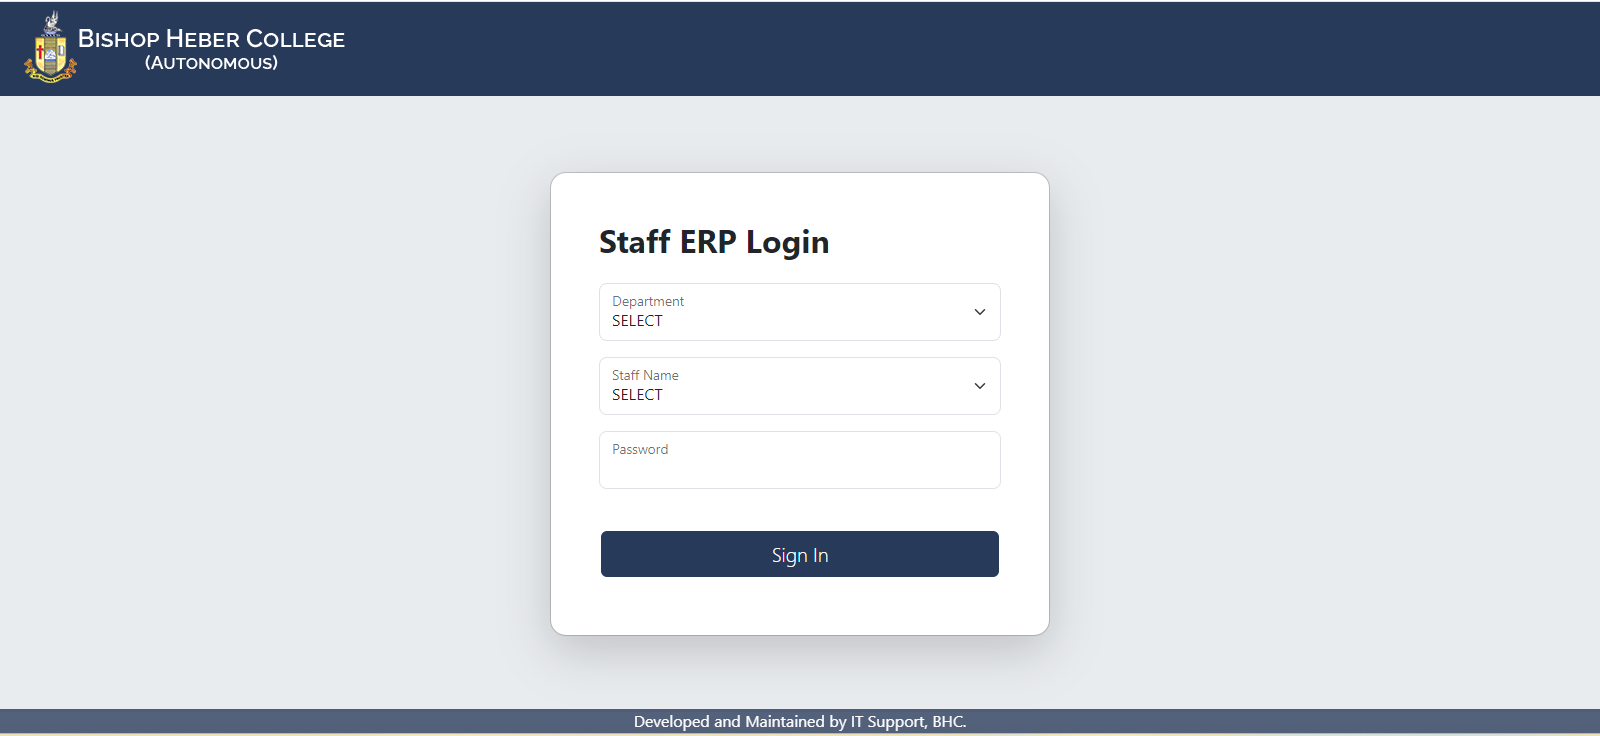 BISHOP HEBER COLLEGE
(AUTONOMOUS)
Staff ERP Login
Department
SELECT
Staff Name
SELECT
Password
Sign In
Developed and Maintained by IT Support, BHC.